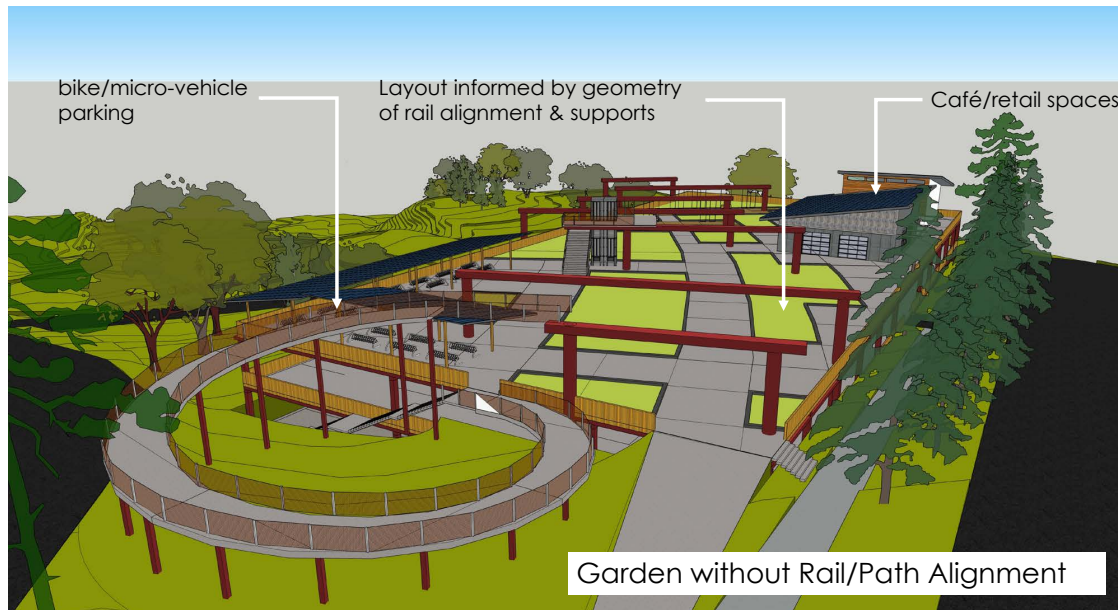 bike/micro-vehicle
parking
Layout informed by geometry
of rail alignment & supports
Café/retail spaces
Garden without Rail/Path Alignment